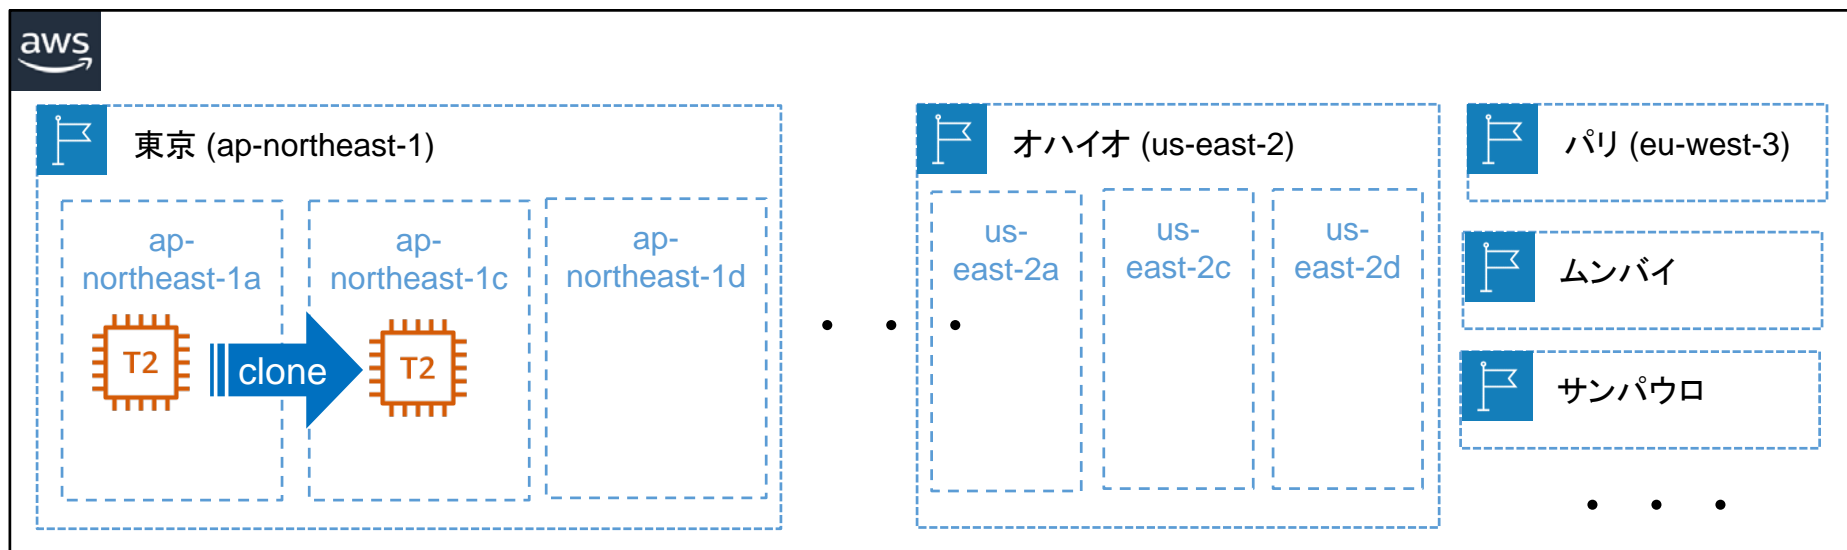 aws
東京 (ap-northeast-1)
ap-
northeast-1a
ap-
northeast-1c
ap-
northeast-1d
T2
clone
T2
・ ・ ・
オハイオ (us-east-2)
us-
east-2a
us-
east-2c
us-
east-2d
パリ (eu-west-3)
ムンバイ
サンパウロ
・ ・ ・